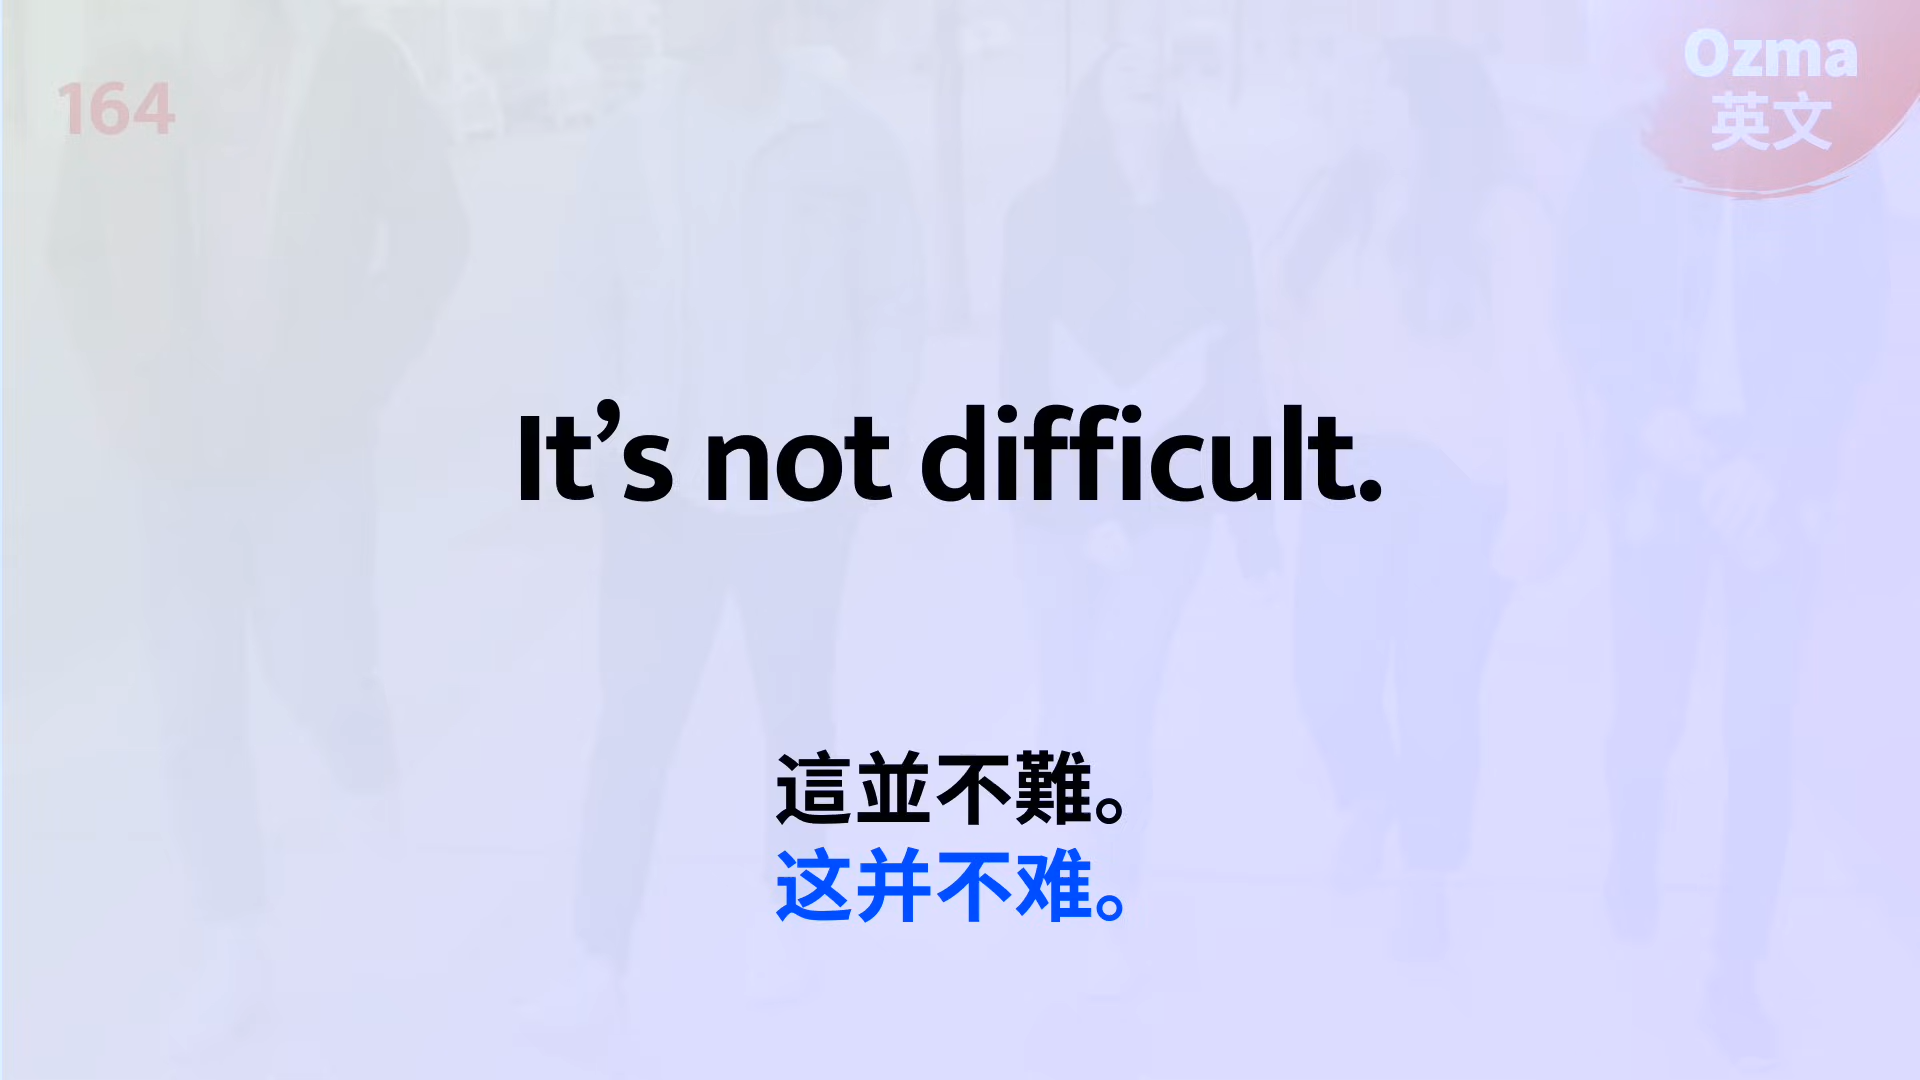 164
Ozma
英文
It’s not difficult.
這並不難。
这并不难。